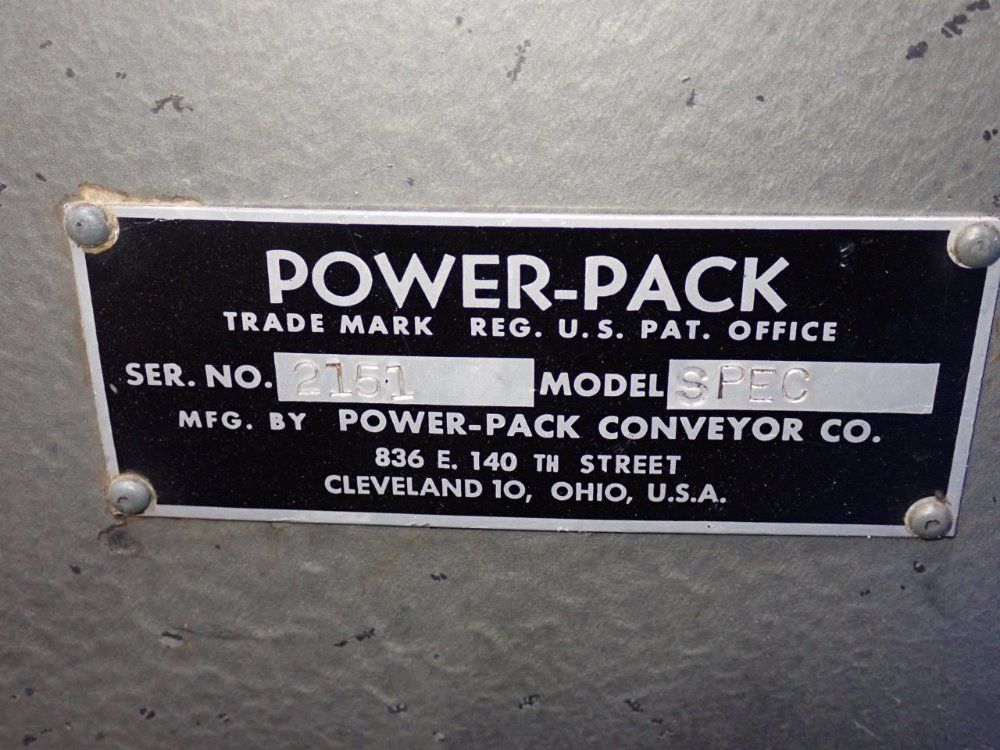 POWER-PACK
TRADE MARK REG. U.S. PAT. OFFICE
SER. NO. 2151 MODEL SPEC
MFG. BY POWER-PACK CONVEYOR CO.
836 E. 140 TH STREET
CLEVELAND 10, OHIO, U.S.A.